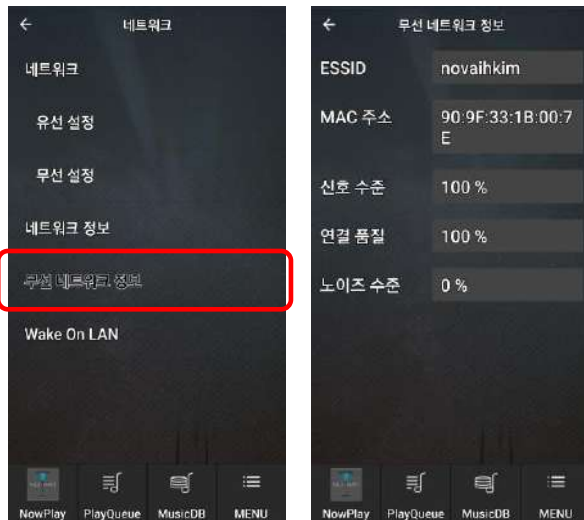 네트워크
네트워크
유선 설정
무선 설정
네트워크 정보
무선 네트워크 정보
Wake On LAN
NowPlay PlayQueue MusicDB MENU
무선 네트워크 정보
ESSID novaihkim
MAC 주소 90:9F:33:1B:00:7
E
신호 수준 100 %
연결 품질 100 %
노이즈 수준 0 %
NowPlay PlayQueue MusicDB MENU